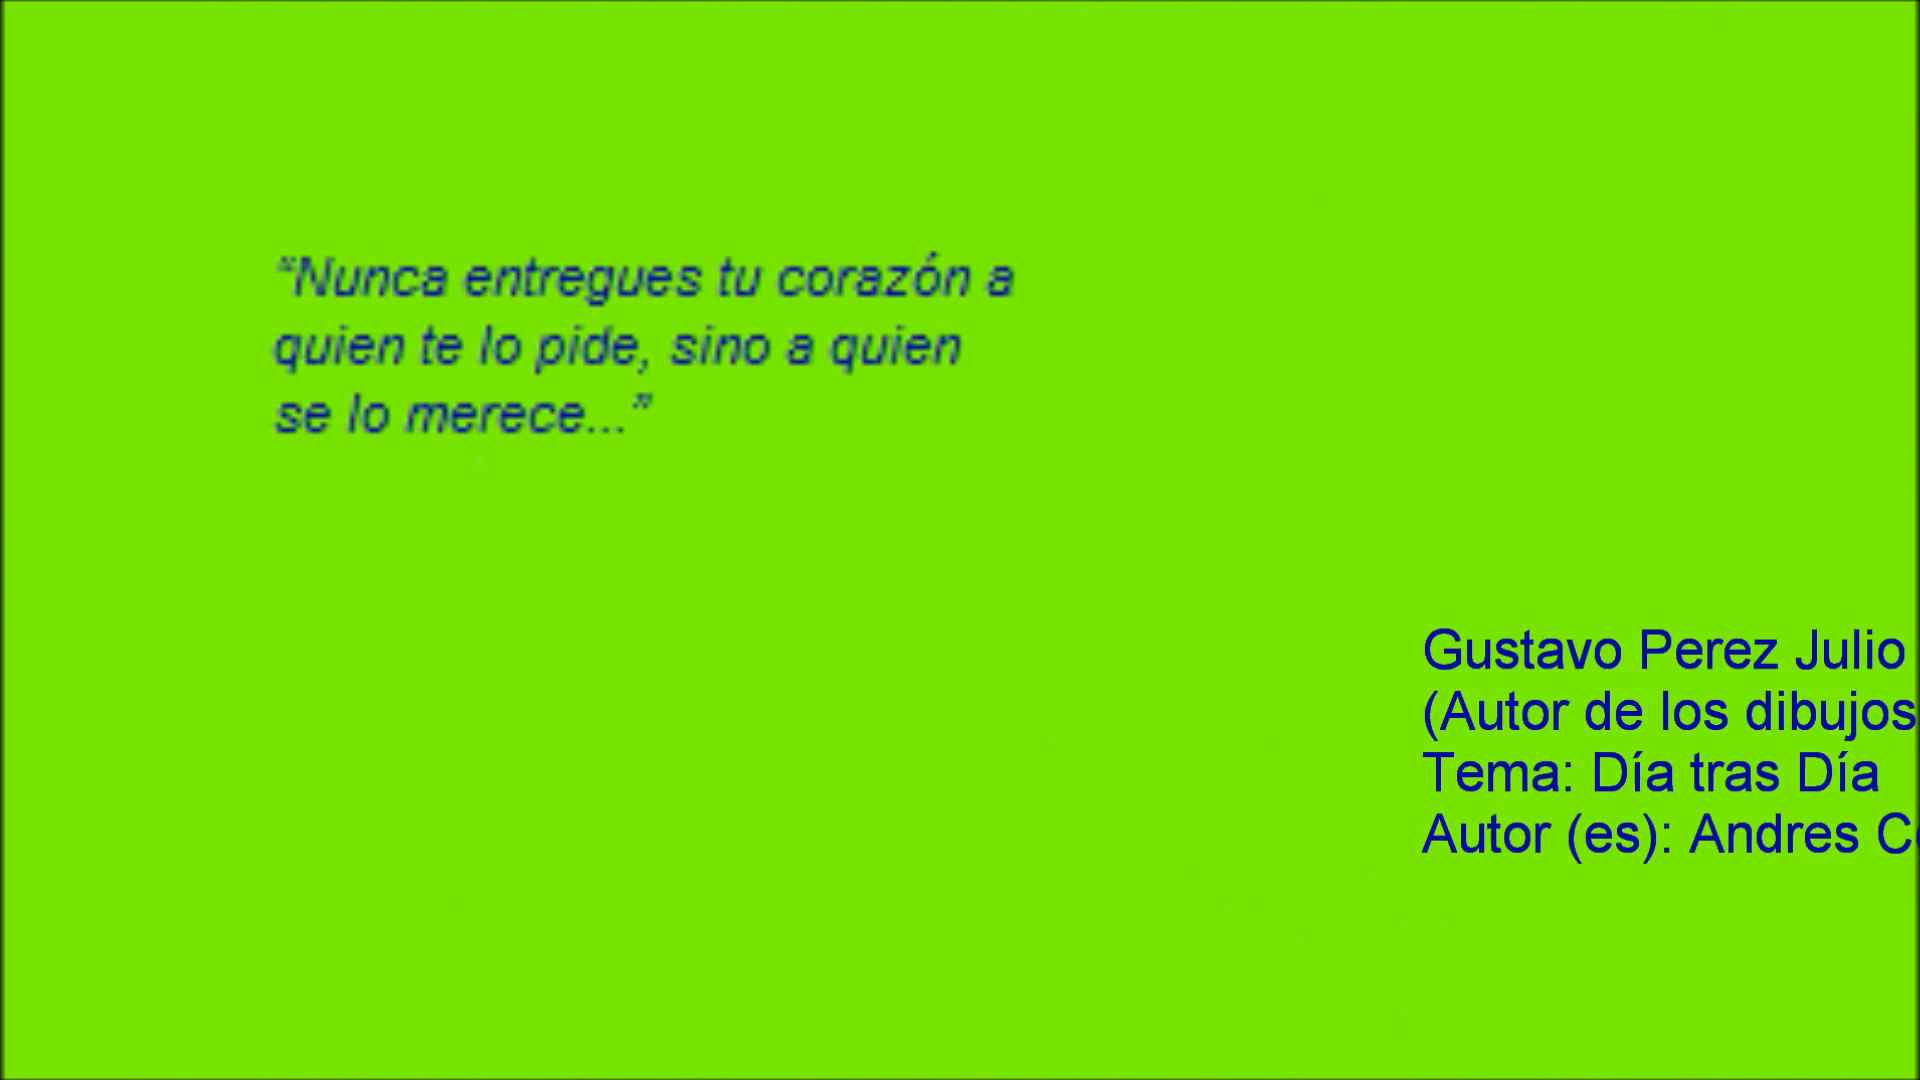 “Nunca entregues tu corazón a
quien te lo pide, sino a quien
se lo merece...”
Gustavo Perez Julio
(Autor de los dibujos
Tema: Día tras Día
Autor (es): Andres